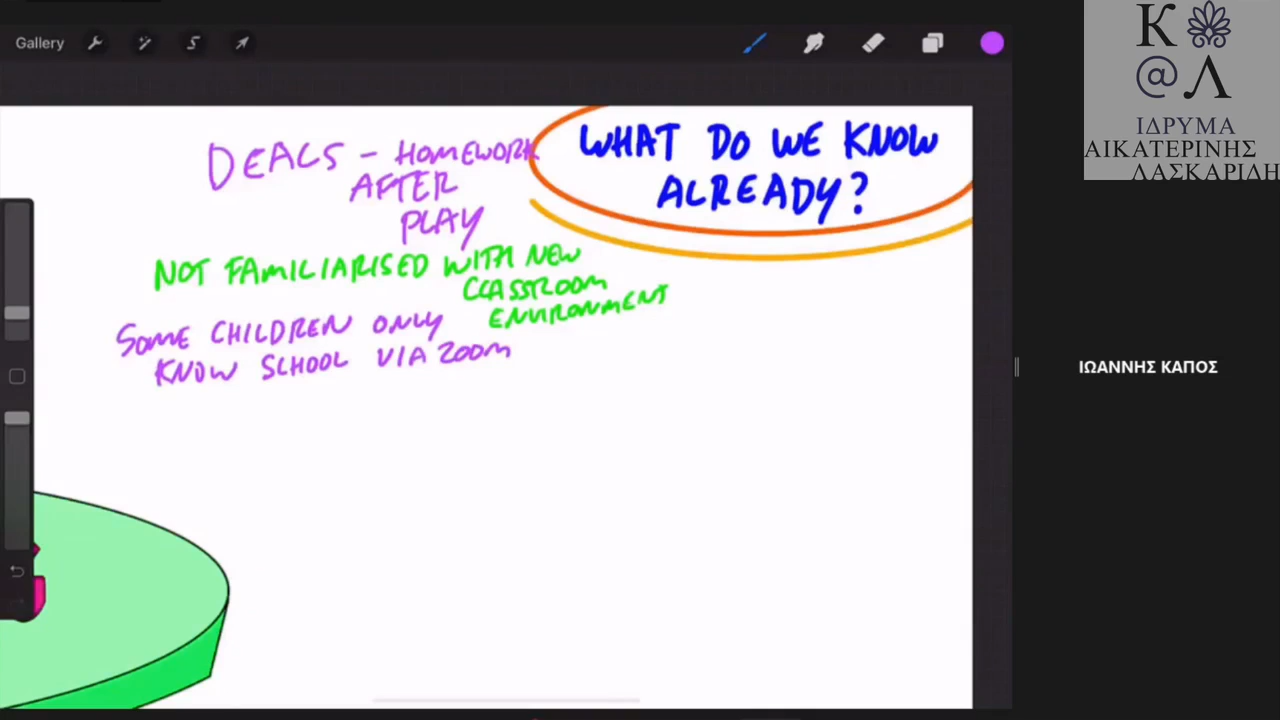 Gallery
K
@Λ
ΙΔΡΥΜΑ
ΑΙΚΑΤΕΡΙΝΗΣ
ΛΑΣΚΑΡΙΔΗ
WHAT DO WE KNOW
ALREADY?
DEALS - HOMEWORK
AFTER
PLAY
NOT FAMILIARISED WITH NEW
CLASSROOM
ENVIRONMENT
SOME CHILDREN ONLY
KNOW SCHOOL VIA ZOOM
ΙΩΑΝΝΗΣ ΚΑΠΟΣ